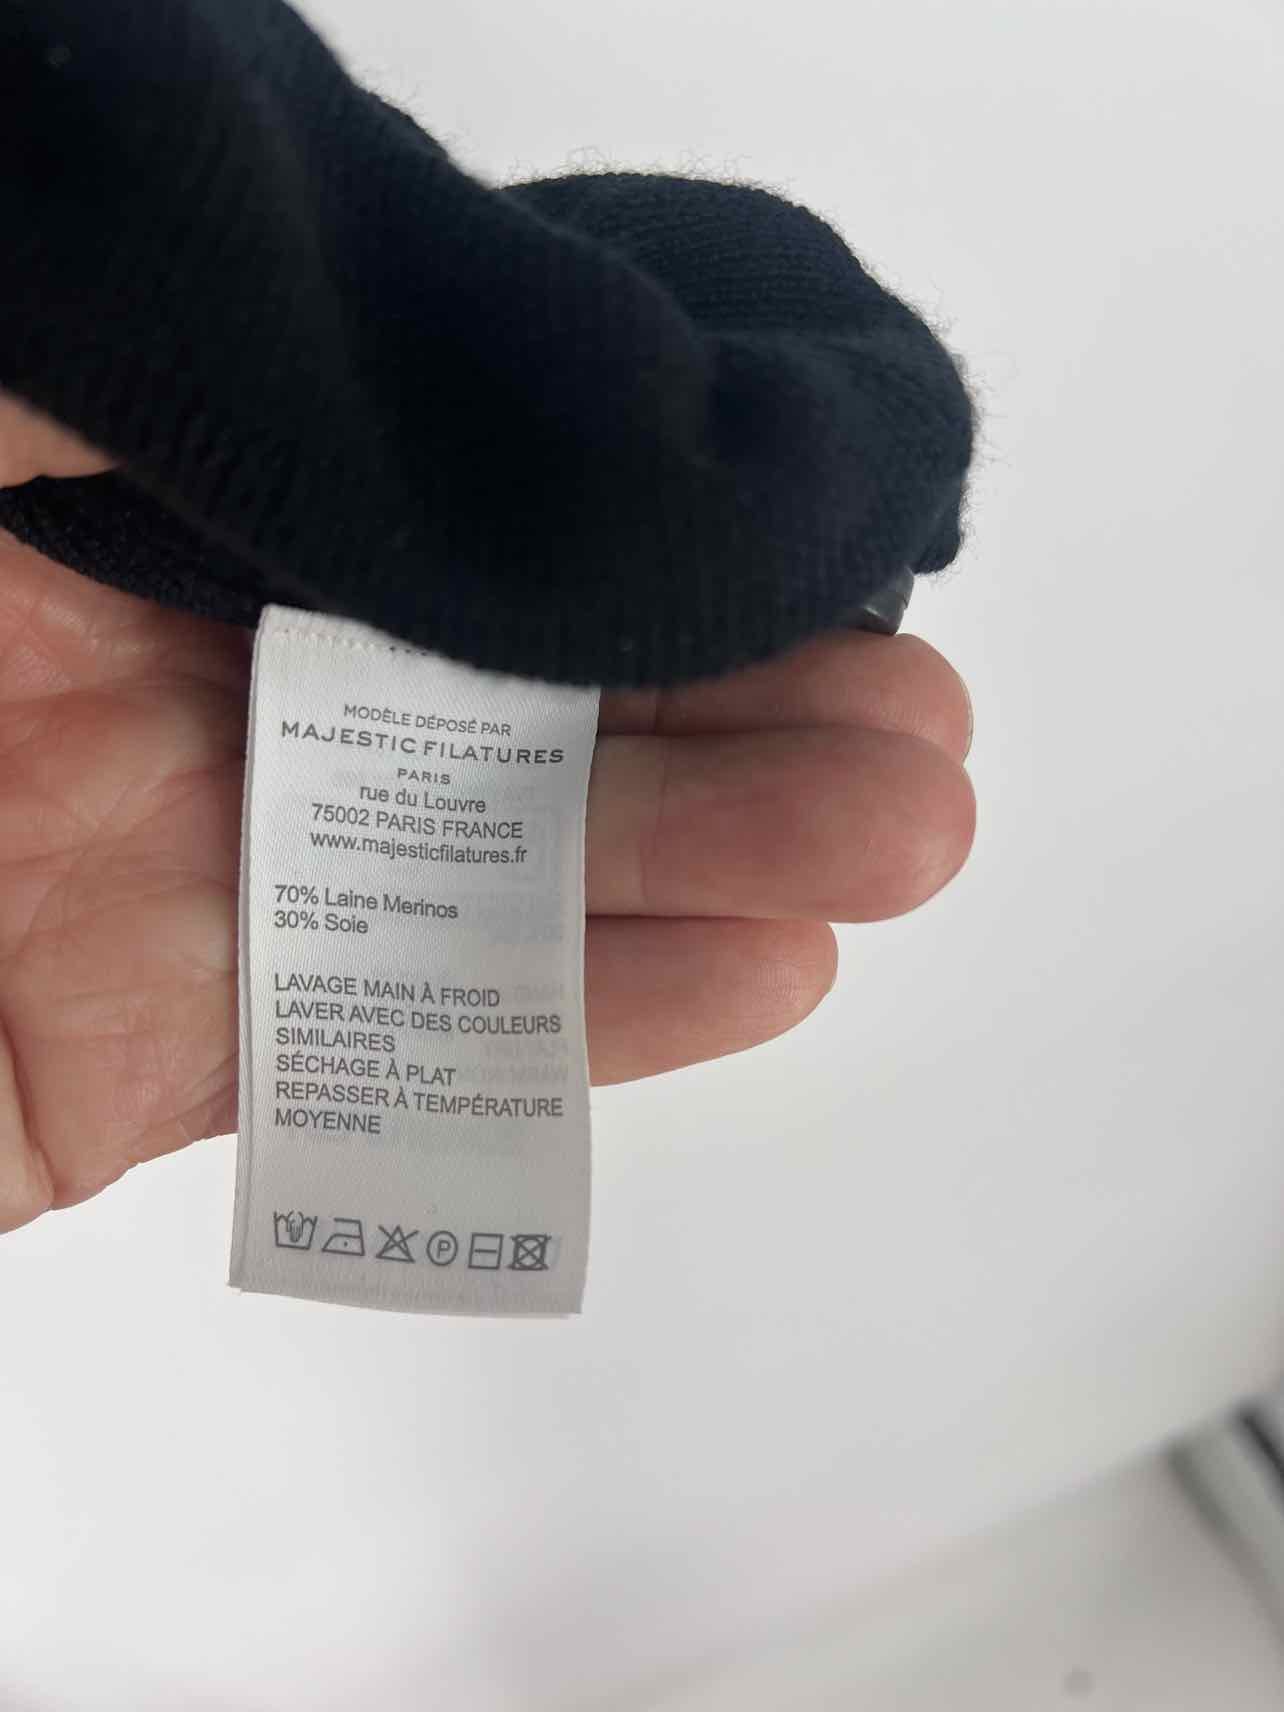 MODÈLE DÉPOSÉ PAR
MAJESTIC FILATURES
PARIS
rue du Louvre
75002 PARIS FRANCE
www.majesticfilatures.fr
70% Laine Merinos
30% Soie
LAVAGE MAIN À FROID
LAVER AVEC DES COULEURS
SIMILAIRES
SÉCHAGE À PLAT
REPASSER À TEMPÉRATURE
MOYENNE
P